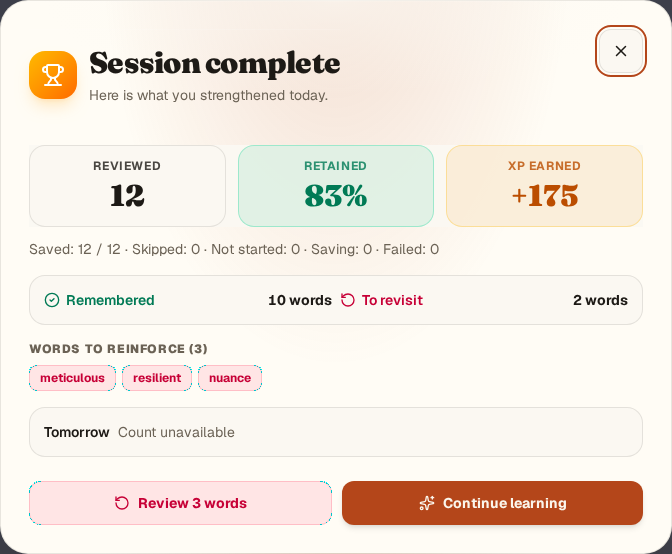 Session complete
Here is what you strengthened today.
REVIEWED
12
RETAINED
83%
XP EARNED
+175
Saved: 12 / 12 · Skipped: 0 · Not started: 0 · Saving: 0 · Failed: 0
Remembered 10 words To revisit 2 words
WORDS TO REINFORCE (3)
meticulous resilient nuance
Tomorrow Count unavailable
Review 3 words
Continue learning